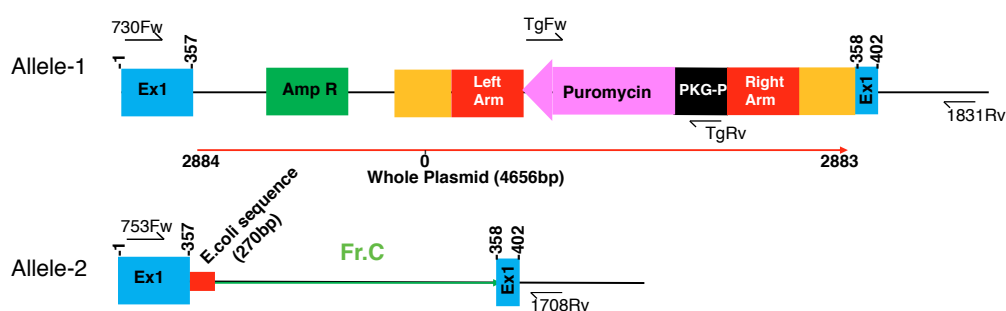 730Fw
-1
-357
TgFw
-358
-402
Allele-1
Ex1
Amp R
Left Arm
Puromycin
PKG-P
Right Arm
Ex1
TgRv
1831Rv
2884
0
2883
Whole Plasmid (4656bp)
E.coli sequence
(270bp)
753Fw
-1
-357
Fr.C
-358
-402
Allele-2
Ex1
Ex1
1708Rv